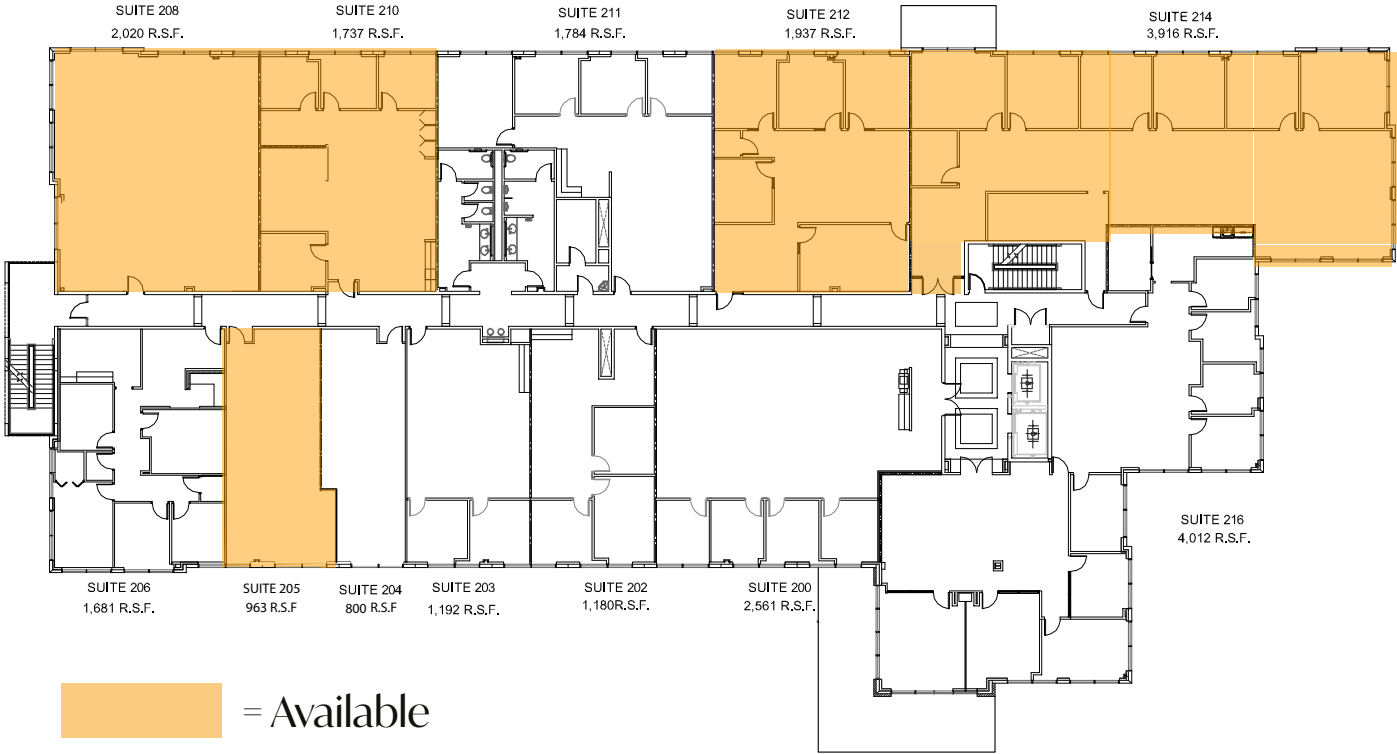 SUITE 208
2,020 R.S.F.
SUITE 210
1,737 R.S.F.
SUITE 211
1,784 R.S.F.
SUITE 212
1,937 R.S.F.
SUITE 214
3,916 R.S.F.
SUITE 216
4,012 R.S.F.
SUITE 206
1,681 R.S.F.
SUITE 205
963 R.S.F
SUITE 204
800 R.S.F
SUITE 203
1,192 R.S.F.
SUITE 202
1,180R.S.F.
SUITE 200
2,561 R.S.F.
= Available